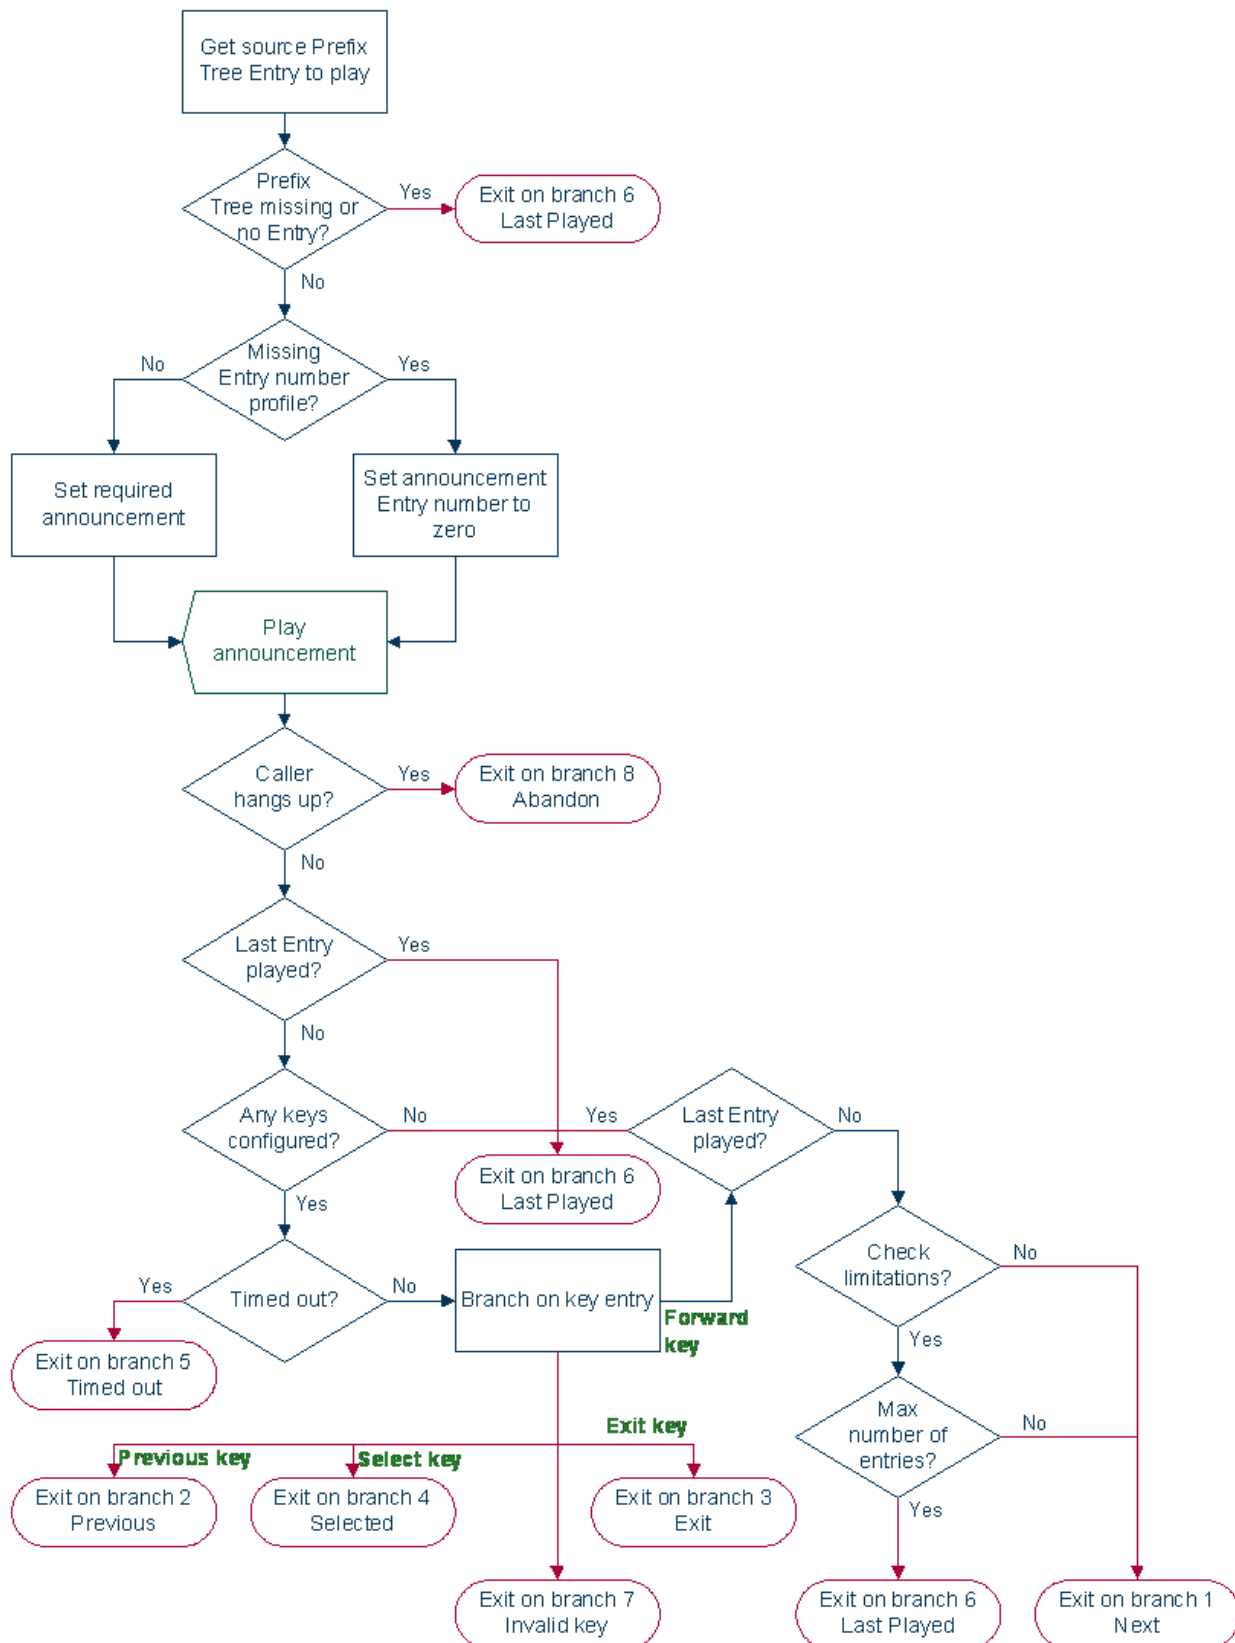 Get source Prefix
Tree Entry to play
Prefix
Tree missing or
no Entry?
Yes
Exit on branch 6
Last Played
No
Missing
Entry number
profile?
No
Yes
Set required
announcement
Set announcement
Entry number to
zero
Play
announcement
Caller
hangs up?
Yes
Exit on branch 8
Abandon
No
Last Entry
played?
Yes
No
Any keys
configured?
No
Yes
Last Entry
played?
No
Exit on branch 6
Last Played
Yes
Check
limitations?
No
Timed out?
Yes
No
Branch on key entry
Forward
key
Yes
Exit on branch 5
Timed out
Max
number of
entries?
No
Exit key
Previous key
Select key
Exit on branch 2
Previous
Exit on branch 4
Selected
Exit on branch 3
Exit
Yes
Exit on branch 7
Invalid key
Exit on branch 6
Last Played
Exit on branch 1
Next